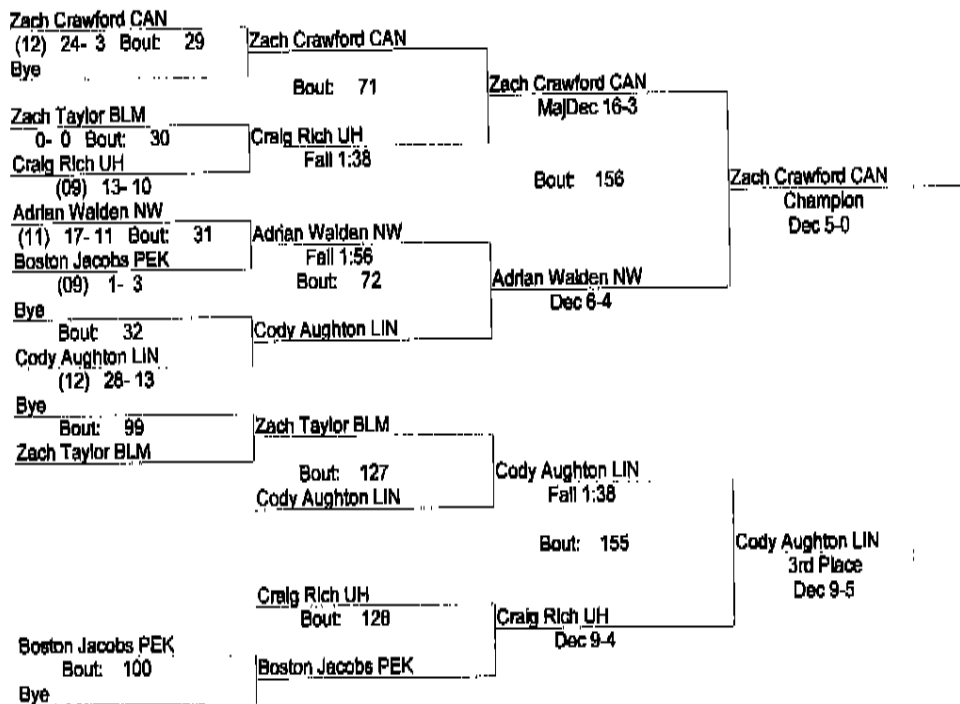 Zach Crawford CAN
(12) 24- 3 Bout: 29
Bye
Zach Crawford CAN
Bout: 71
Zach Taylor BLM
0- 0 Bout: 30
Craig Rich UH
(09) 13- 10
Craig Rich UH
Fall 1:38
Zach Crawford CAN
MajDec 16-3
Bout: 156
Adrian Walden NW
(11) 17- 11 Bout: 31
Boston Jacobs PEK
(09) 1- 3
Adrian Walden NW
Fall 1:56
Bout: 72
Bye
Bout: 32
Cody Aughton LIN
(12) 28- 13
Cody Aughton LIN
Adrian Walden NW
Dec 6-4
Zach Crawford CAN
Champion
Dec 5-0
Bye
Bout: 99
Zach Taylor BLM
Zach Taylor BLM
Bout: 127
Cody Aughton LIN
Cody Aughton LIN
Fall 1:38
Bout: 155
Craig Rich UH
Bout: 128
Boston Jacobs PEK
Bout: 100
Bye
Boston Jacobs PEK
Craig Rich UH
Dec 9-4
Cody Aughton LIN
3rd Place
Dec 9-5